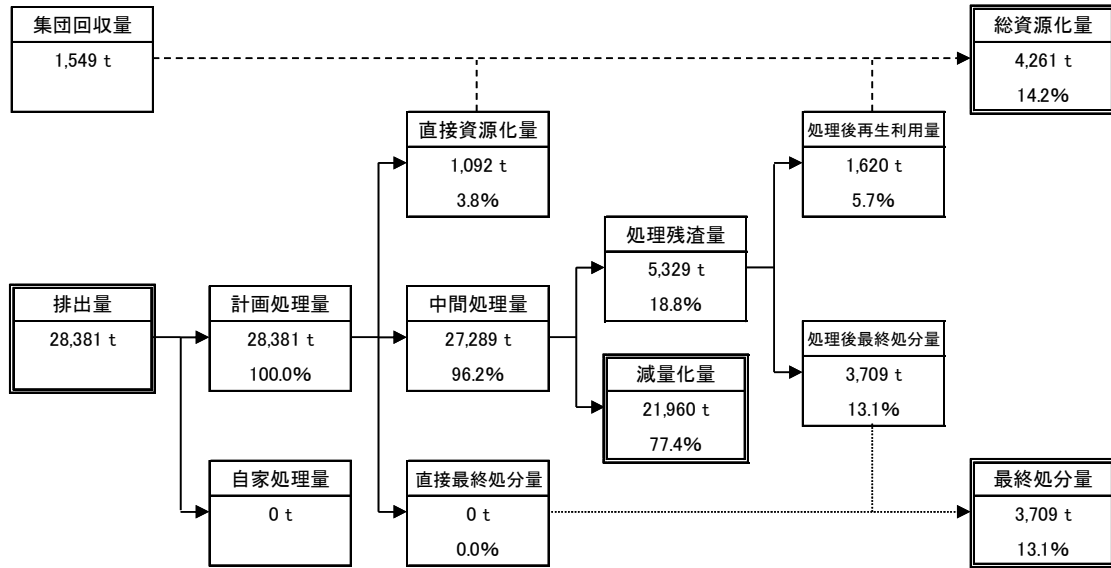 集団回収量
1,549 t
総資源化量
4,261 t
14.2%
直接資源化量
1,092 t
3.8%
処理後再生利用量
1,620 t
5.7%
処理残渣量
5,329 t
18.8%
排出量
28,381 t
計画処理量
28,381 t
100.0%
中間処理量
27,289 t
96.2%
処理後最終処分量
3,709 t
13.1%
減量化量
21,960 t
77.4%
自家処理量
0 t
直接最終処分量
0 t
0.0%
最終処分量
3,709 t
13.1%